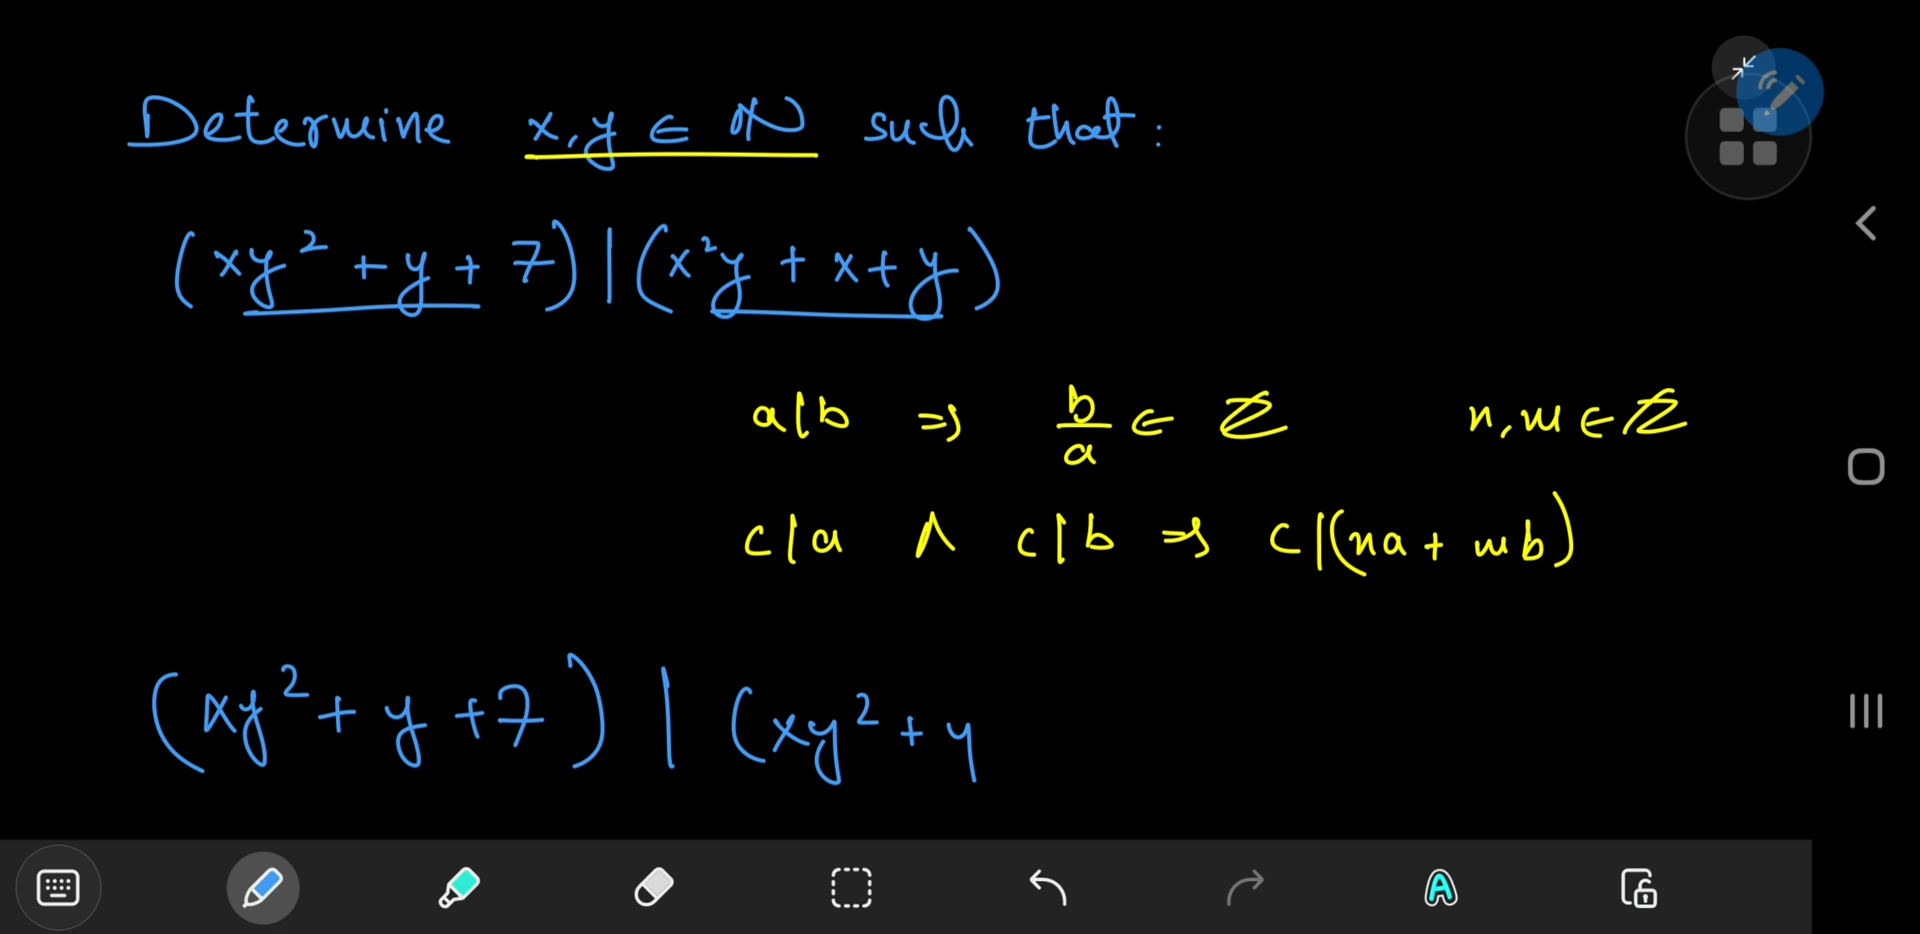 Determine x, y ∈ ℕ such that:
(xy² + y + 7) | (x²y + x + y)
a|b ⇒ b/a ∈ ℤ n, m ∈ ℤ
c|a ∧ c|b ⇒ c|(na + mb)
(xy² + y + 7) | (xy² + y
A